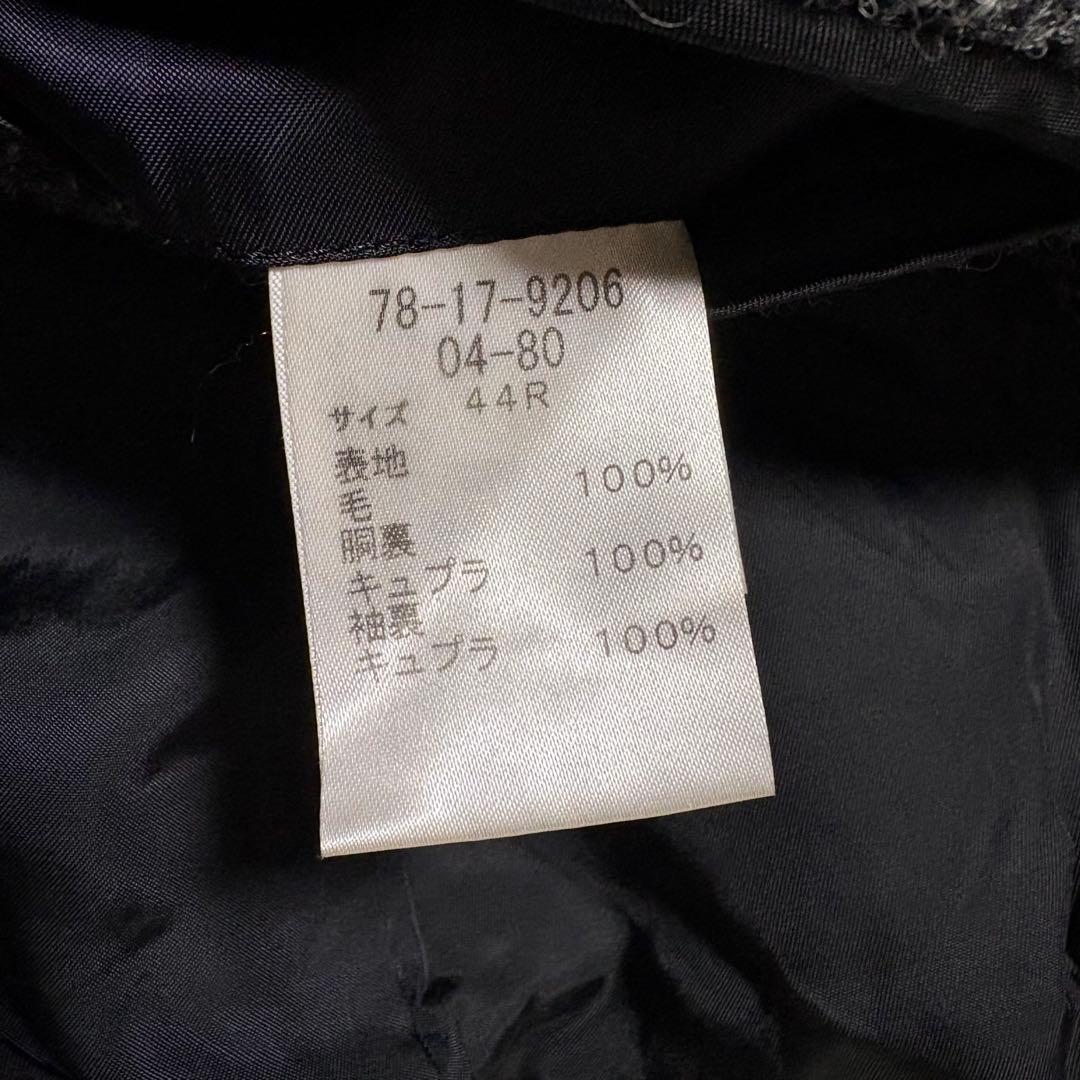 78-17-9206
04-80
サイズ 44R
表地
毛 100%
胴裏
キュプラ 100%
袖裏
キュプラ 100%